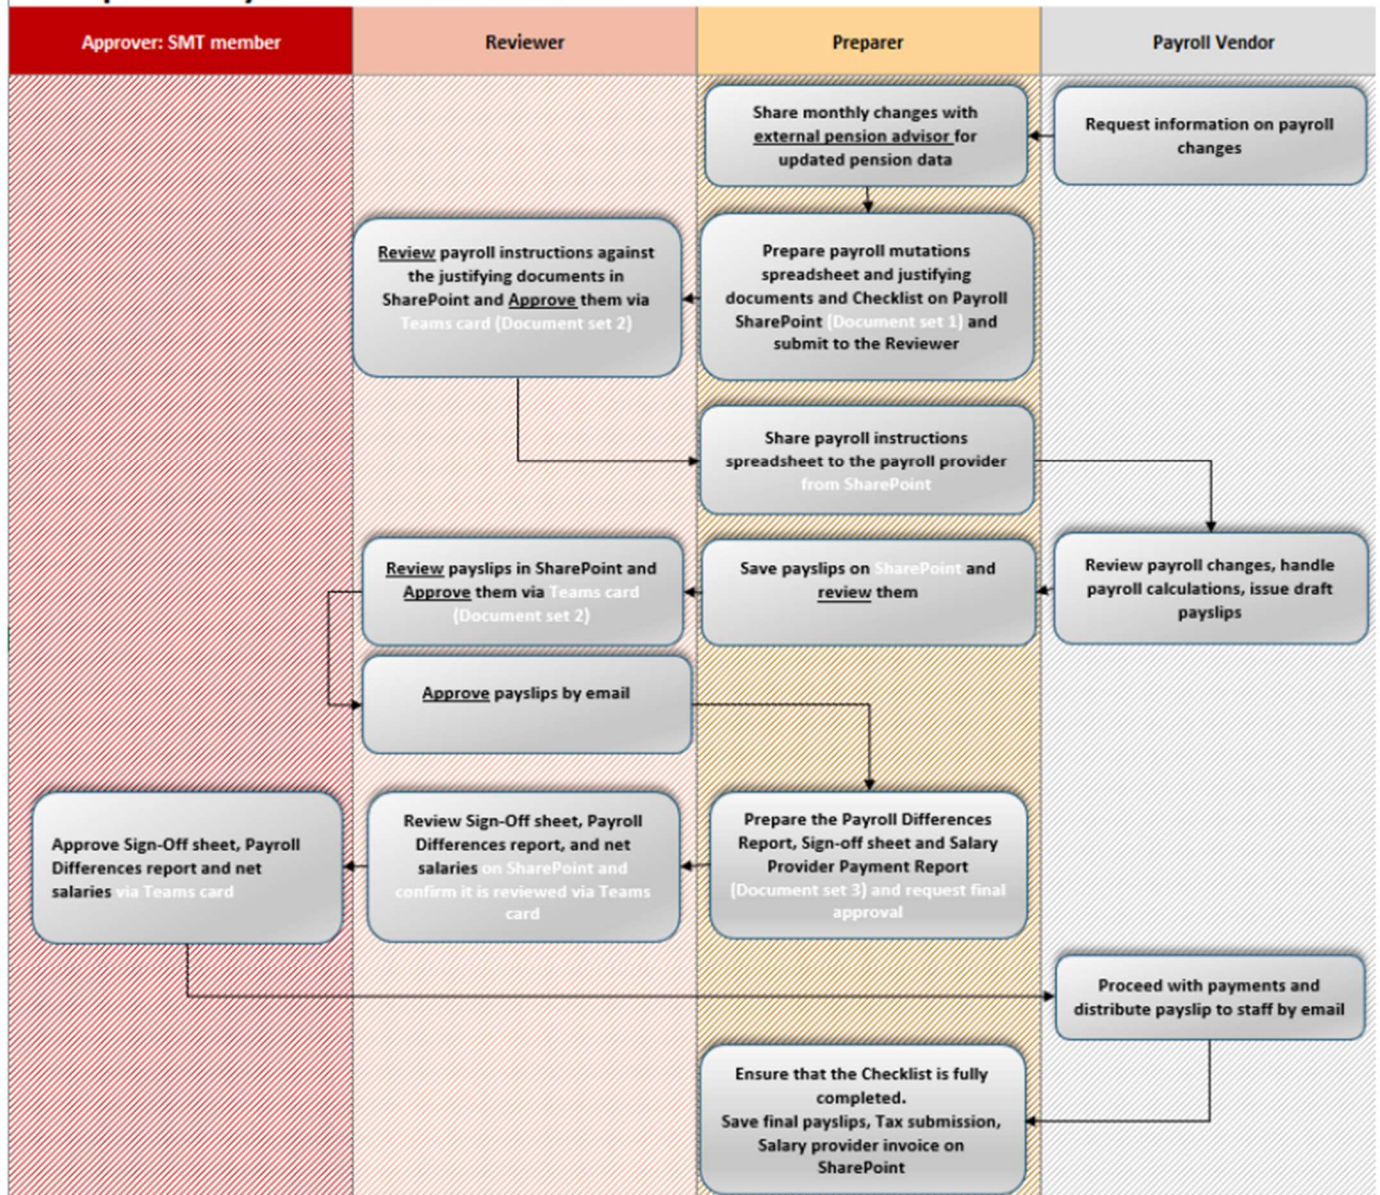 Approver: SMT member
Reviewer
Preparer
Payroll Vendor
Share monthly changes with
external pension advisor for
updated pension data
Request information on payroll
changes
Review payroll instructions against
the justifying documents in
SharePoint and Approve them via
Teams card (Document set 2)
Prepare payroll mutations
spreadsheet and justifying
documents and Checklist on Payroll
SharePoint (Document set 1) and
submit to the Reviewer
Share payroll instructions
spreadsheet to the payroll provider
from SharePoint
Review payslips in SharePoint and
Approve them via Teams card
(Document set 2)
Save payslips on SharePoint and
review them
Review payroll changes, handle
payroll calculations, issue draft
payslips
Approve payslips by email
Approve Sign-Off sheet, Payroll
Differences report and net
salaries via Teams card
Review Sign-Off sheet, Payroll
Differences report, and net
salaries on SharePoint and
confirm it is reviewed via Teams
card
Prepare the Payroll Differences
Report, Sign-off sheet and Salary
Provider Payment Report
(Document set 3) and request final
approval
Proceed with payments and
distribute payslip to staff by email
Ensure that the Checklist is fully
completed.
Save final payslips, Tax submission,
Salary provider invoice on
SharePoint